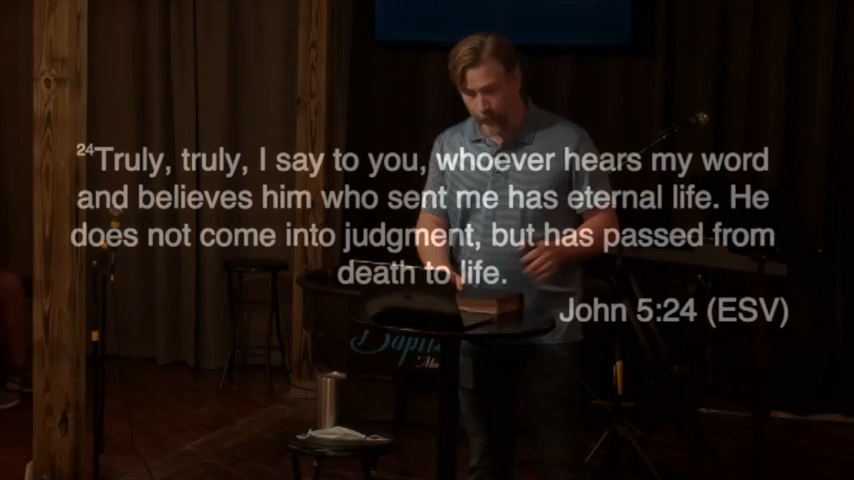 ²⁴Truly, truly, I say to you, whoever hears my word
and believes him who sent me has eternal life. He
does not come into judgment, but has passed from
death to life.
John 5:24 (ESV)